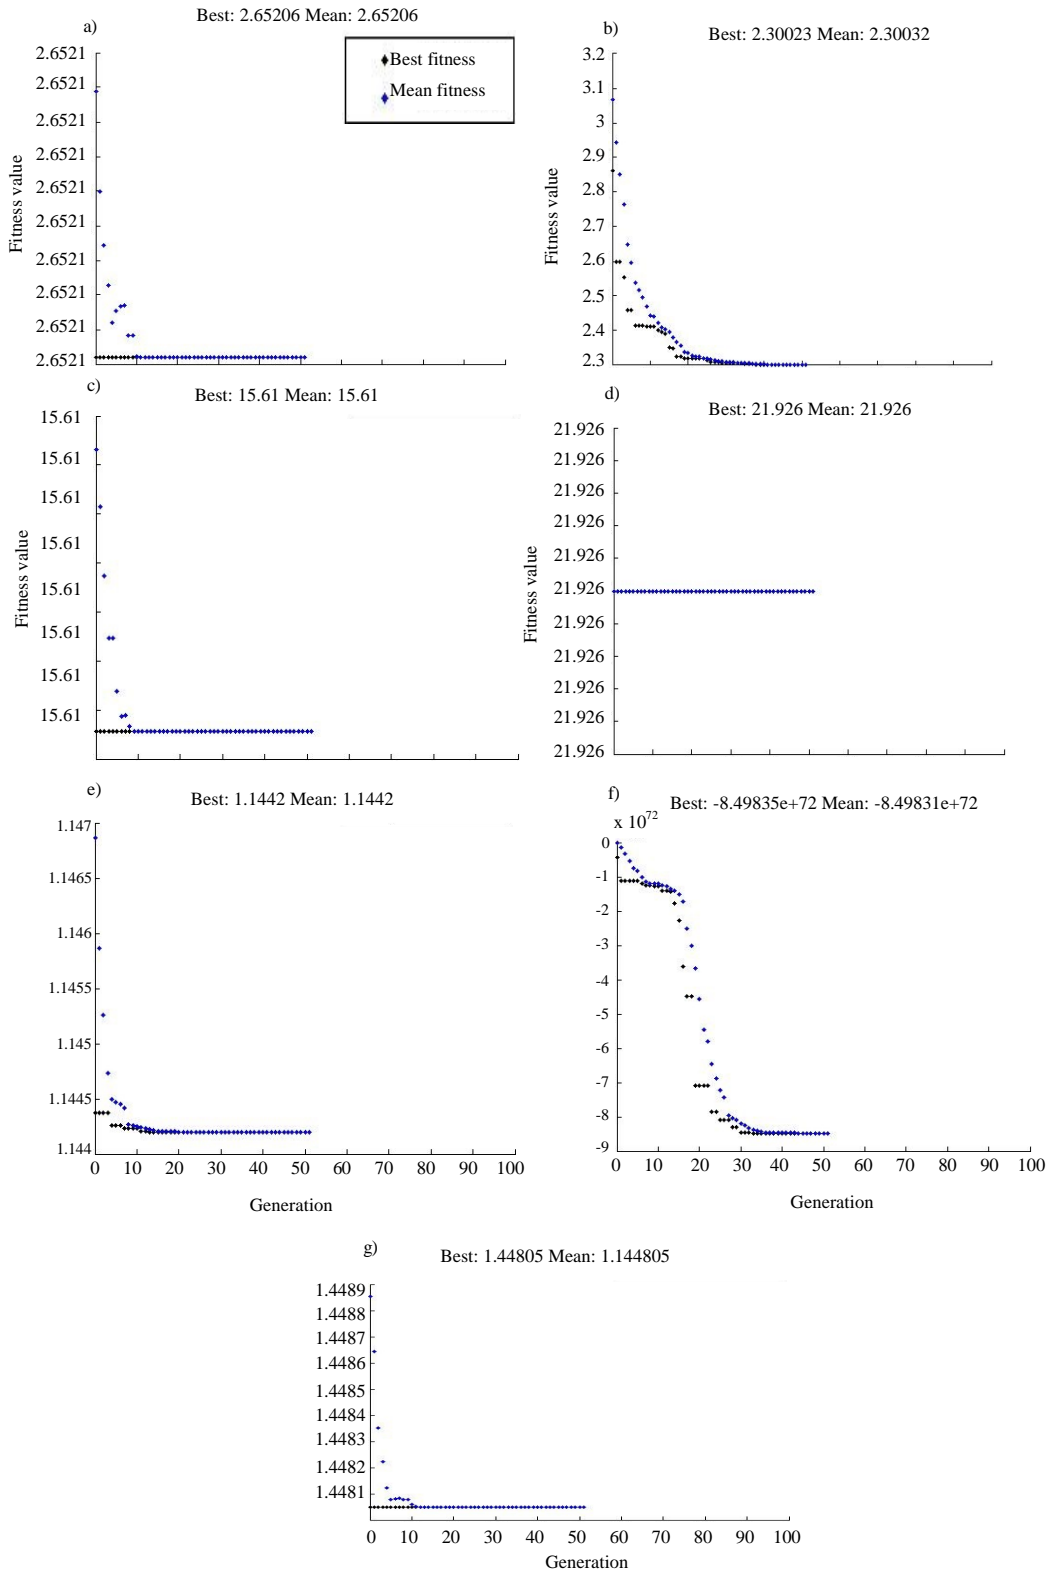 a)
Best: 2.65206 Mean: 2.65206
Best fitness
Mean fitness
Fitness value
2.6521
2.6521
2.6521
2.6521
2.6521
2.6521
2.6521
2.6521
2.6521
2.6521
b)
Best: 2.30023 Mean: 2.30032
Fitness value
3.2
3.1
3
2.9
2.8
2.7
2.6
2.5
2.4
2.3
c)
Best: 15.61 Mean: 15.61
Fitness value
15.61
15.61
15.61
15.61
15.61
15.61
15.61
15.61
d)
Best: 21.926 Mean: 21.926
Fitness value
21.926
21.926
21.926
21.926
21.926
21.926
21.926
21.926
21.926
21.926
21.926
e)
Best: 1.1442 Mean: 1.1442
1.147
1.1465
1.146
1.1455
1.145
1.1445
1.144
0 10 20 30 40 50 60 70 80 90 100
Generation
f)
Best: -8.49835e+72 Mean: -8.49831e+72
x 10^72
0
-1
-2
-3
-4
-5
-6
-7
-8
-9
0 10 20 30 40 50 60 70 80 90 100
Generation
g)
Best: 1.44805 Mean: 1.144805
1.4489
1.4488
1.4487
1.4486
1.4485
1.4484
1.4483
1.4482
1.4481
0 10 20 30 40 50 60 70 80 90 100
Generation